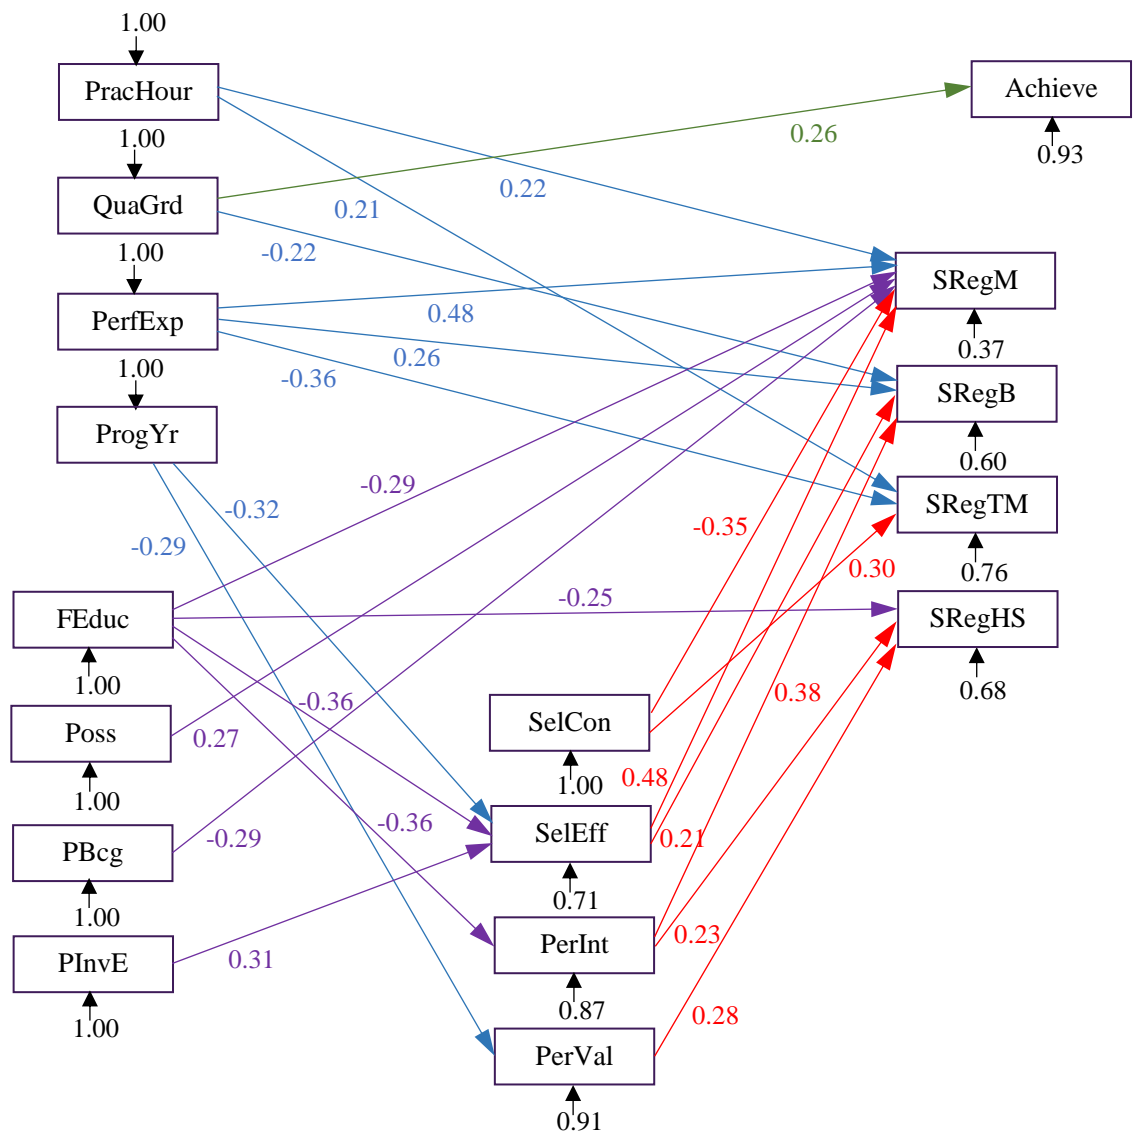 1.00
PracHour
Achieve
1.00
0.26
0.93
0.22
QuaGrd
0.21
1.00
-0.22
SRegM
PerfExp
0.48
0.37
0.26
1.00
-0.36
SRegB
ProgYr
0.60
-0.29
SRegTM
-0.32
-0.35
-0.29
0.30
0.76
-0.25
FEduc
SRegHS
1.00
0.68
-0.36
0.38
SelCon
Poss
0.27
0.48
1.00
1.00
-0.36
SelEff
0.21
-0.29
PBcg
0.71
1.00
0.23
PerInt
0.31
PInvE
0.87
0.28
1.00
PerVal
0.91